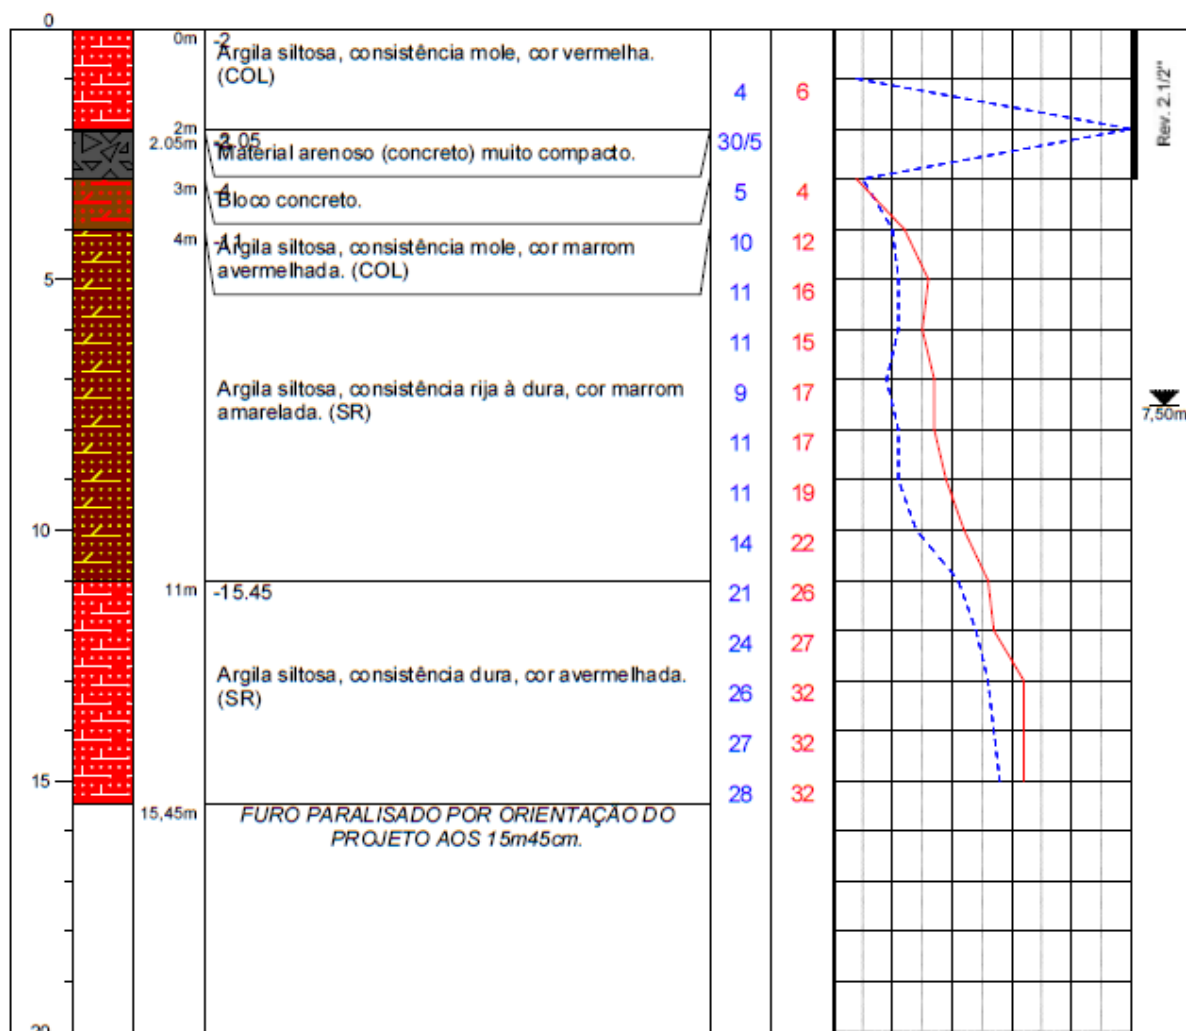 0
0m
-2
Argila siltosa, consistência mole, cor vermelha.
(COL)
4
6
Rev. 2.1/2"
2m
2.05m
2.05
Material arenoso (concreto) muito compacto.
30/5
3m
-4
Bloco concreto.
5
4
4m
-11
Argila siltosa, consistência mole, cor marrom
avermelhada. (COL)
10
12
5
11
16
11
15
Argila siltosa, consistência rija à dura, cor marrom
amarelada. (SR)
9
17
7,50m
11
17
11
19
10
14
22
11m
-15.45
21
26
24
27
Argila siltosa, consistência dura, cor avermelhada.
(SR)
26
32
27
32
15
28
32
15,45m
FURO PARALISADO POR ORIENTAÇÃO DO
PROJETO AOS 15m45cm.
20